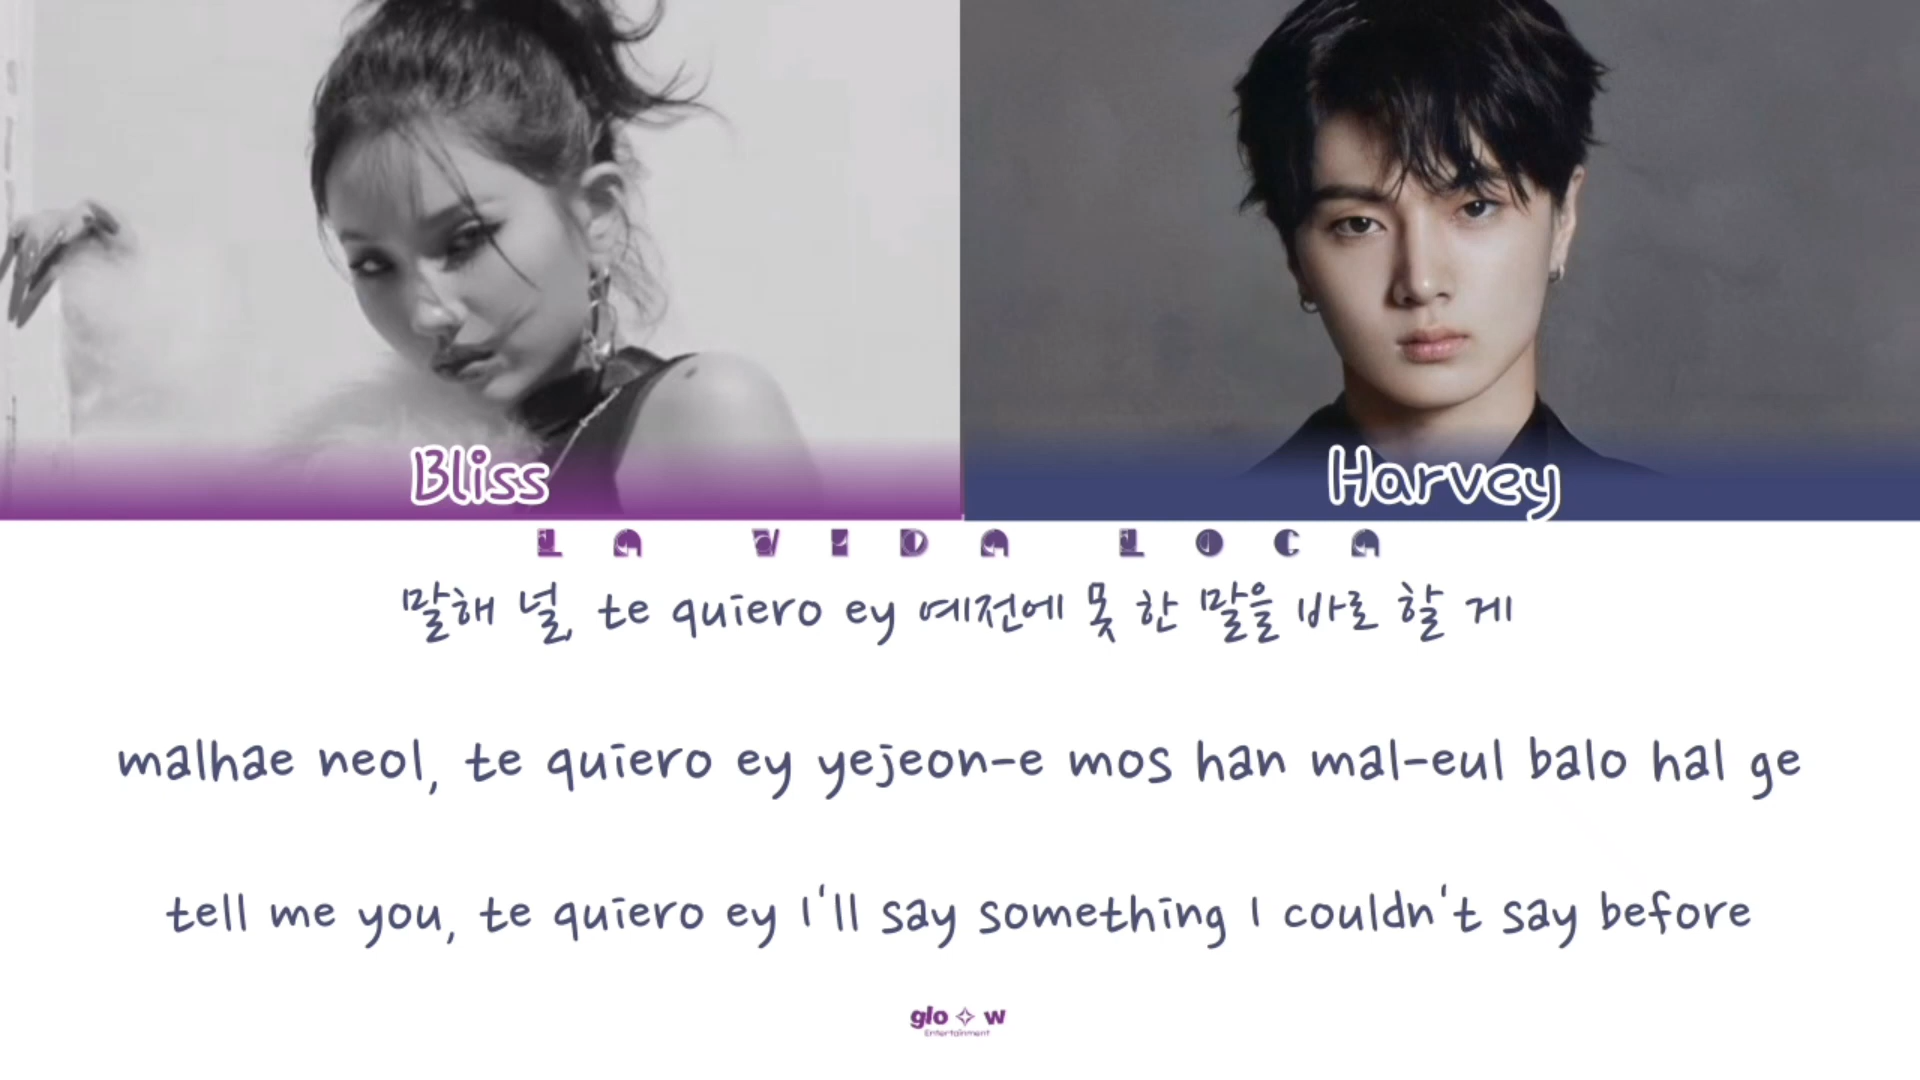 Bliss
Harvey
LA VIDA LOCA
말해 널, te quiero ey 예전에 못 한 말을 바로 할 게
malhae neol, te quiero ey yejeon-e mos han mal-eul balo hal ge
tell me you, te quiero ey I'll say something I couldn't say before
glo✧w
Entertainment